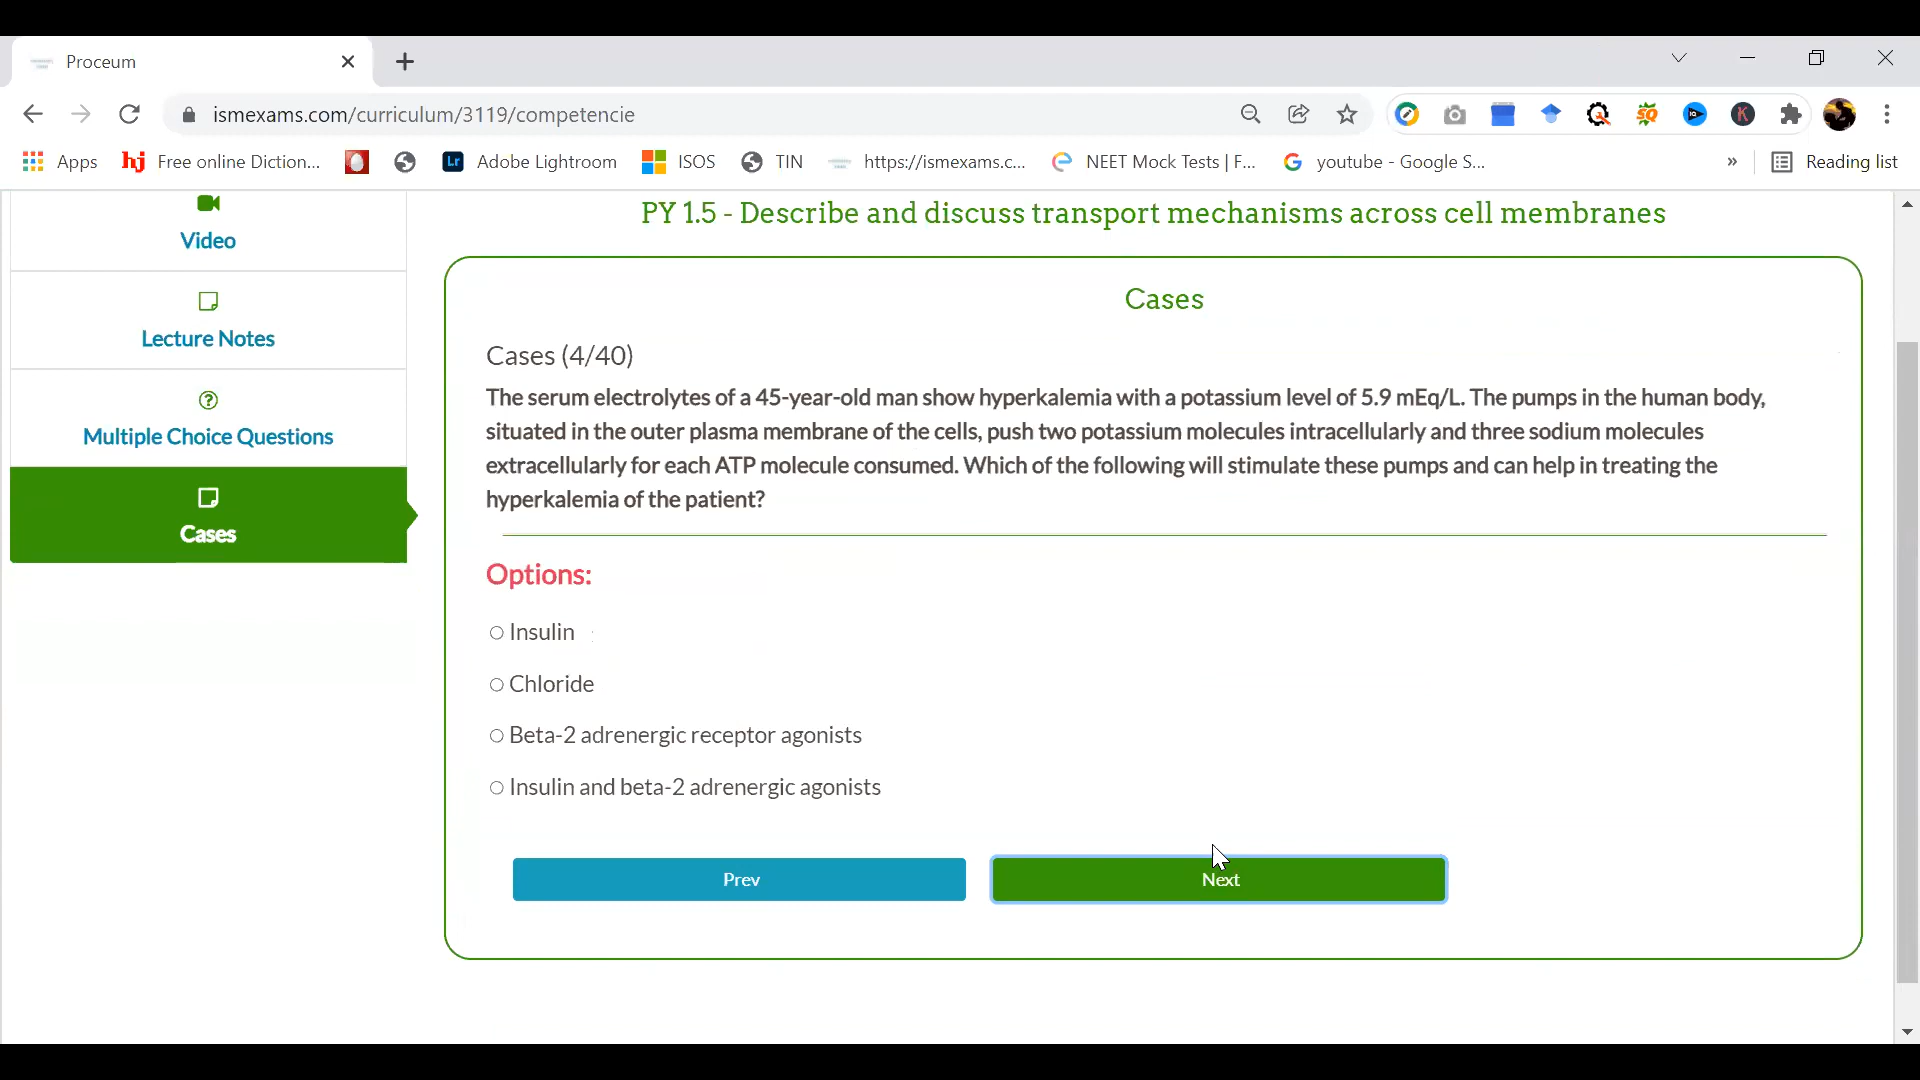 Proceum
ismexams.com/curriculum/3119/competencie
Apps
Free online Diction...
Lr Adobe Lightroom
ISOS
TIN
https://ismexams.c...
NEET Mock Tests | F...
youtube - Google S...
»
Reading list
Video
Lecture Notes
Multiple Choice Questions
Cases
PY 1.5 - Describe and discuss transport mechanisms across cell membranes
Cases
Cases (4/40)
The serum electrolytes of a 45-year-old man show hyperkalemia with a potassium level of 5.9 mEq/L. The pumps in the human body,
situated in the outer plasma membrane of the cells, push two potassium molecules intracellularly and three sodium molecules
extracellularly for each ATP molecule consumed. Which of the following will stimulate these pumps and can help in treating the
hyperkalemia of the patient?
Options:
Insulin
Chloride
Beta-2 adrenergic receptor agonists
Insulin and beta-2 adrenergic agonists
Prev
Next